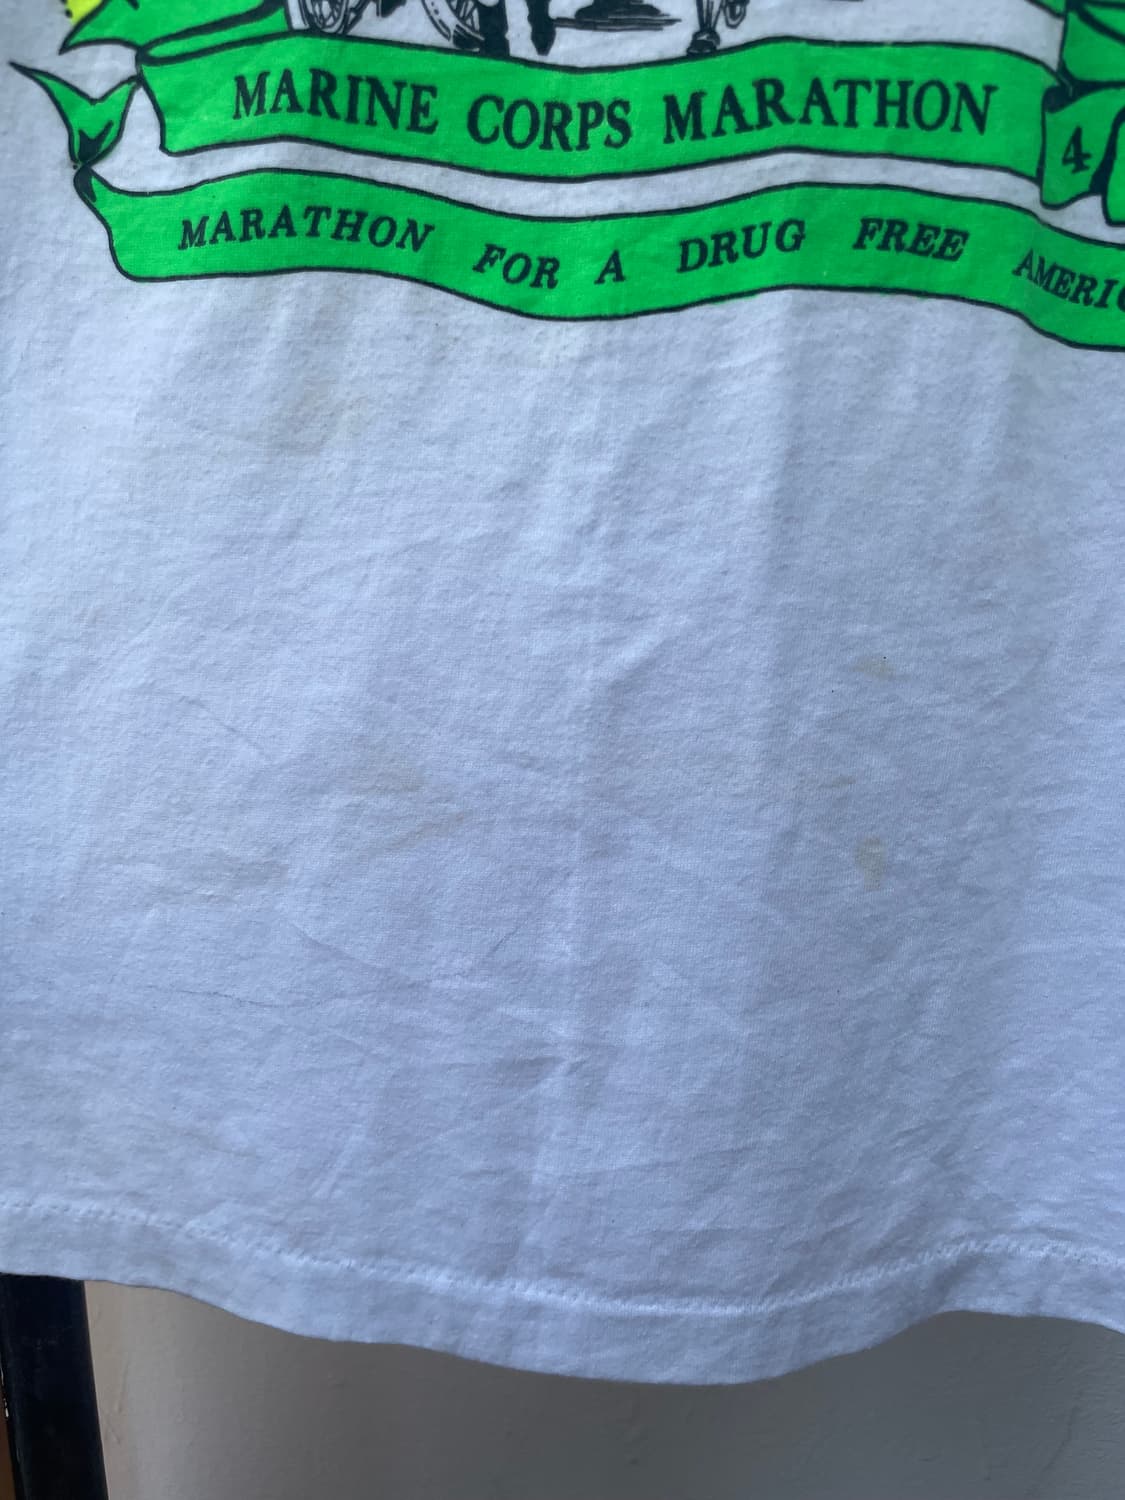 MARINE CORPS MARATHON
4
MARATHON FOR A DRUG FREE